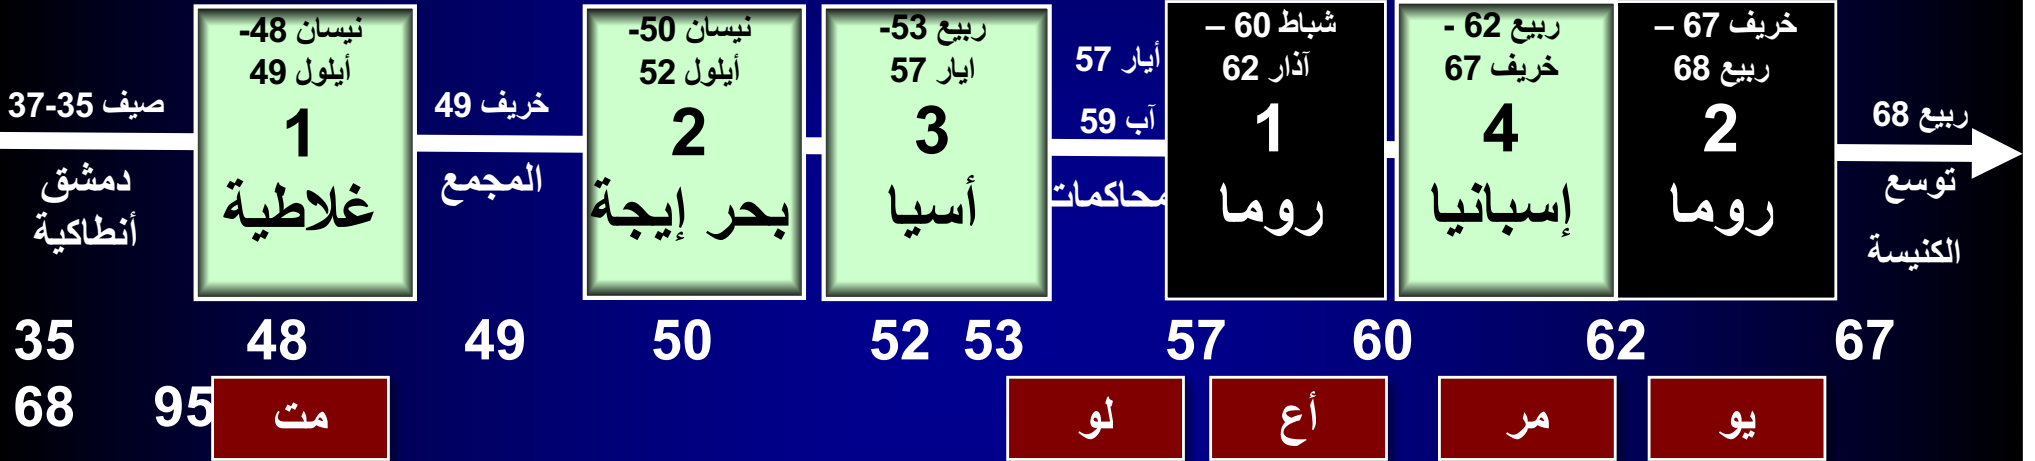 صيف 35-37
دمشق
أنطاكية
نيسان 48-
أيلول 49
1
غلاطية
خريف 49
المجمع
نيسان 50-
أيلول 52
2
بحر إيجة
ربيع 53-
ايار 57
3
أسيا
أيار 57
آب 59
محاكمات
شباط 60 –
آذار 62
1
روما
ربيع 62 -
خريف 67
4
إسبانيا
خريف 67 –
ربيع 68
2
روما
ربيع 68
توسع
الكنيسة
35 48 49 50 52 53 57 60 62 67
68 95
مت
لو
أع
مر
يو